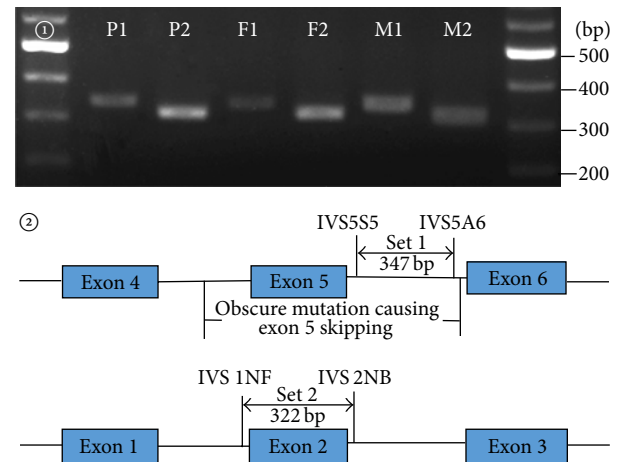 ① P1 P2 F1 F2 M1 M2 (bp)
500
400
300
200
②
IVS5S5 IVS5A6
Set 1
347 bp
Exon 4 Exon 5 Exon 6
Obscure mutation causing
exon 5 skipping
IVS 1NF IVS 2NB
Set 2
322 bp
Exon 1 Exon 2 Exon 3